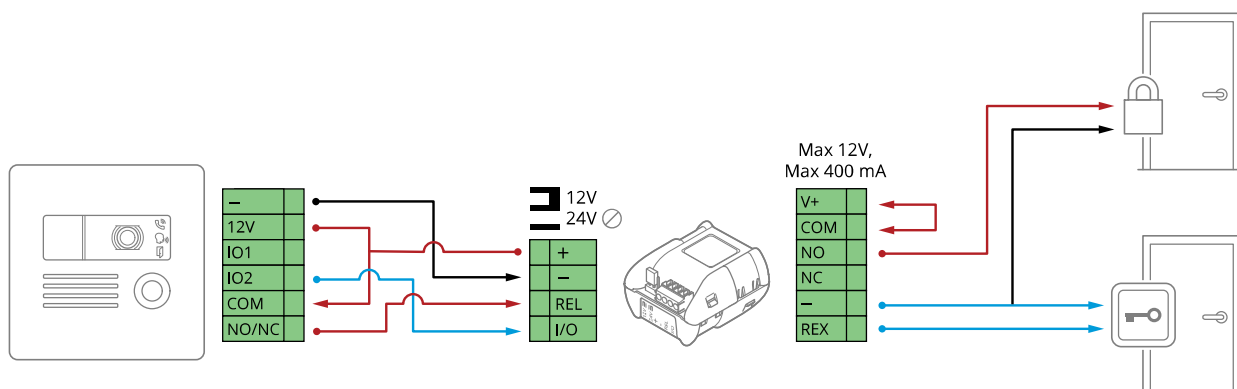 –
12V
IO1
IO2
COM
NO/NC
12V
24V
+
–
REL
I/O
Max 12V,
Max 400 mA
V+
COM
NO
NC
–
REX